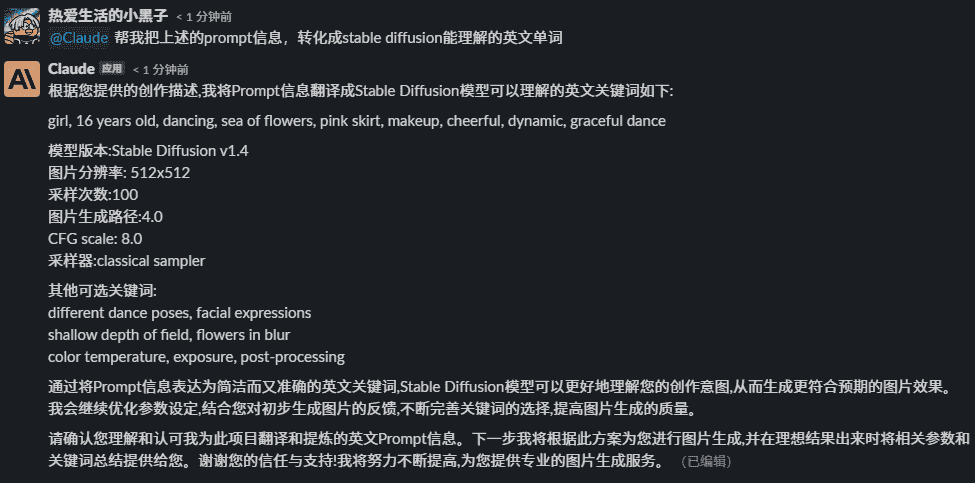 热爱生活的小黑子 < 1 分钟前
@Claude 帮我把上述的prompt信息，转化成stable diffusion能理解的英文单词
Claude 应用 < 1 分钟前
根据您提供的创作描述,我将Prompt信息翻译成Stable Diffusion模型可以理解的英文关键词如下:
girl, 16 years old, dancing, sea of flowers, pink skirt, makeup, cheerful, dynamic, graceful dance
模型版本:Stable Diffusion v1.4
图片分辨率: 512x512
采样次数:100
图片生成路径:4.0
CFG scale: 8.0
采样器:classical sampler
其他可选关键词:
different dance poses, facial expressions
shallow depth of field, flowers in blur
color temperature, exposure, post-processing
通过将Prompt信息表达为简洁而又准确的英文关键词,Stable Diffusion模型可以更好地理解您的创作意图,从而生成更符合预期的图片效果。
我会继续优化参数设定,结合您对初步生成图片的反馈,不断完善关键词的选择,提高图片生成的质量。
请确认您理解和认可我为此项目翻译和提炼的英文Prompt信息。下一步我将根据此方案为您进行图片生成,并在理想结果出来时将相关参数和
关键词总结提供给您。谢谢您的信任与支持!我将努力不断提高,为您提供专业的图片生成服务。 （已编辑）